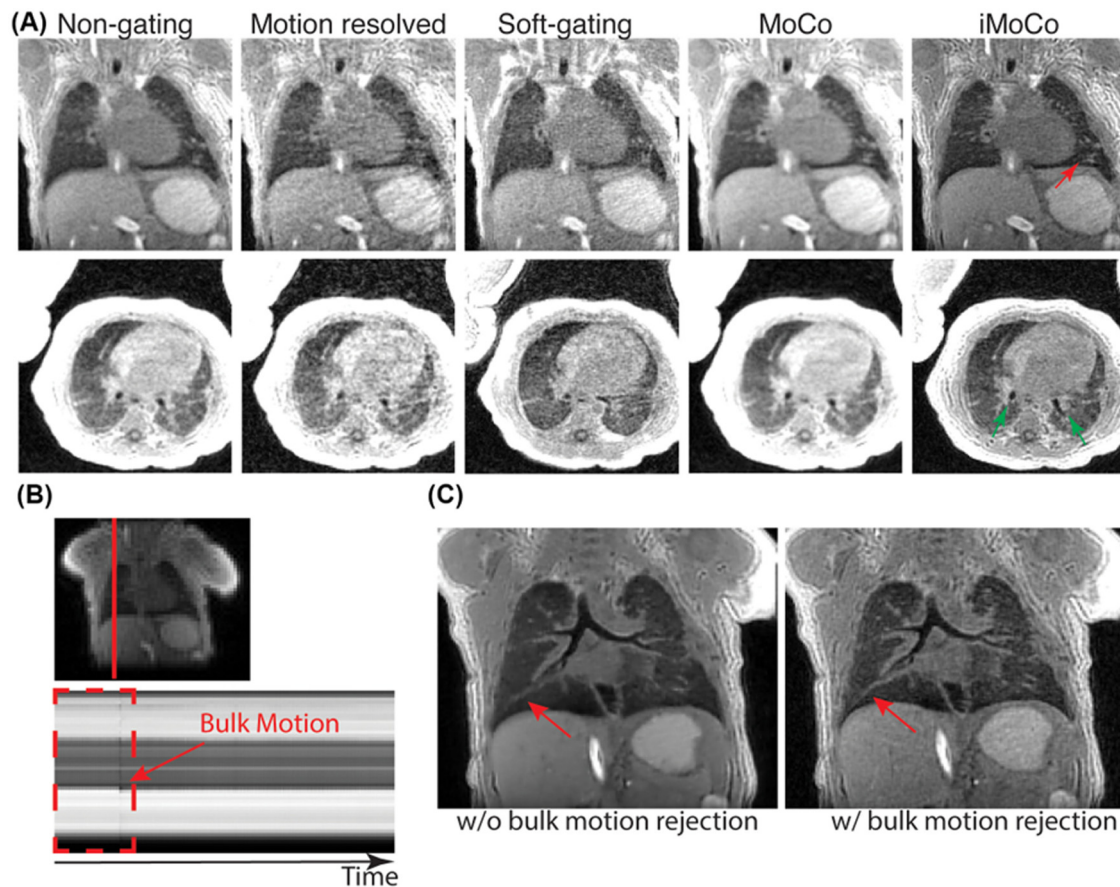 (A)
Non-gating
Motion resolved
Soft-gating
MoCo
iMoCo
(B)
Bulk Motion
Time
(C)
w/o bulk motion rejection
w/ bulk motion rejection